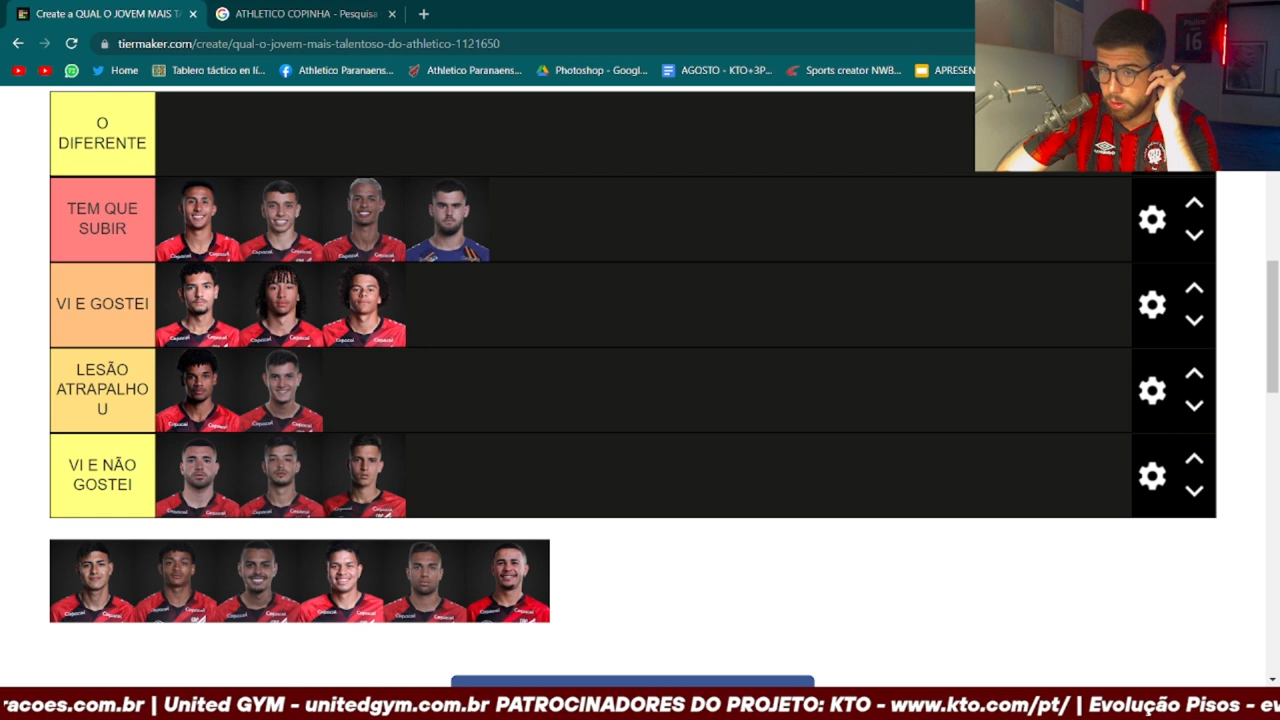 Create a QUAL O JOVEM MAIS TA
ATHLETICO COPINHA - Pesquisa
tiermaker.com/create/qual-o-jovem-mais-talentoso-do-athletico-1121650
Home
Tablero táctico en lí...
Athletico Paranaens...
Athletico Paranaens...
Photoshop - Googl...
AGOSTO - KTO+3P...
Sports creator NWB...
APRESEN
16
O
DIFERENTE
TEM QUE
SUBIR
VI E GOSTEI
LESÃO
ATRAPALHO
U
VI E NÃO
GOSTEI
racoes.com.br | United GYM - unitedgym.com.br PATROCINADORES DO PROJETO: KTO - www.kto.com/pt/ | Evolução Pisos - ev